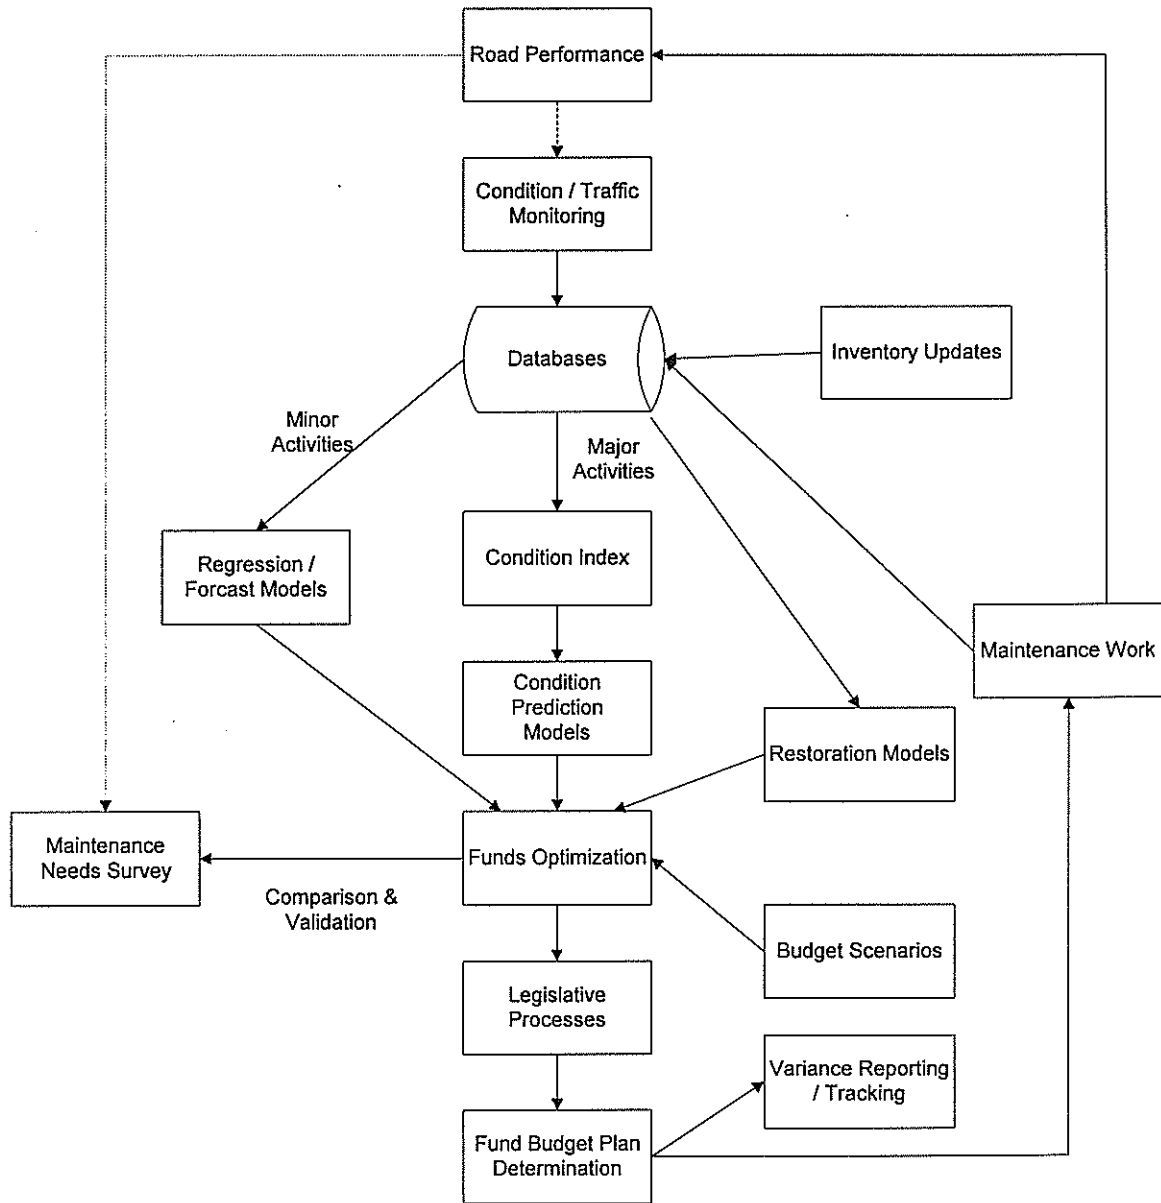 Road Performance
Condition / Traffic
Monitoring
Databases
Inventory Updates
Minor
Activities
Major
Activities
Regression /
Forcast Models
Condition Index
Maintenance Work
Condition
Prediction
Models
Restoration Models
Maintenance
Needs Survey
Funds Optimization
Comparison &
Validation
Budget Scenarios
Legislative
Processes
Variance Reporting
/ Tracking
Fund Budget Plan
Determination